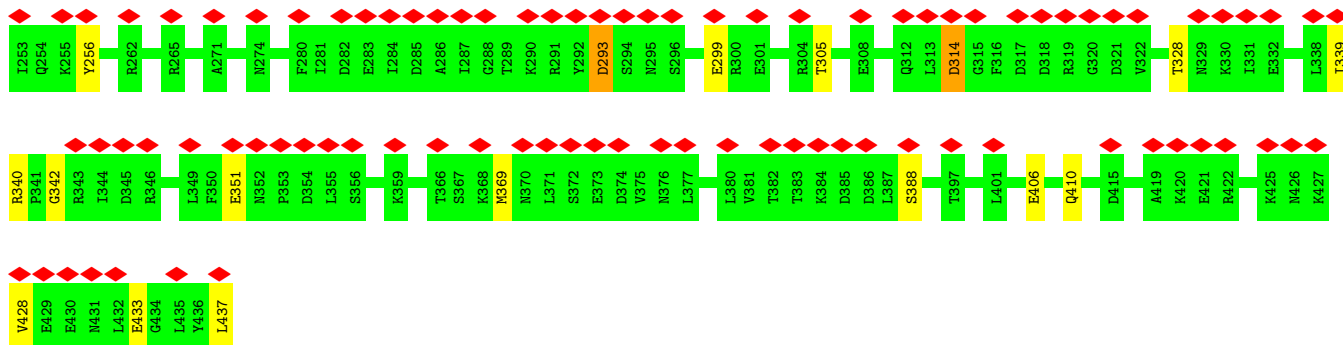 I253 Q254 K255 Y256 R262 R265 A271 N274 F280 I281 D282 E283 I284 D285 A286 I287 G288 T289 K290 R291 Y292 D293 S294 N295 S296 E299 R300 E301 R304 T305 E308 Q312 L313 D314 G315 F316 D317 D318 R319 G320 D321 V322 T328 N329 K330 I331 E332 L338 I339
R340 P341 G342 R343 I344 D345 R346 L349 F350 E351 N352 P353 D354 L355 S356 K359 T366 S367 K368 M369 N370 L371 S372 E373 D374 V375 N376 L377 L380 V381 T382 T383 K384 D385 D386 L387 S388 T397 L401 E406 Q410 D415 A419 K420 E421 R422 K425 N426 K427
V428 E429 E430 N431 L432 E433 G434 L435 Y436 L437